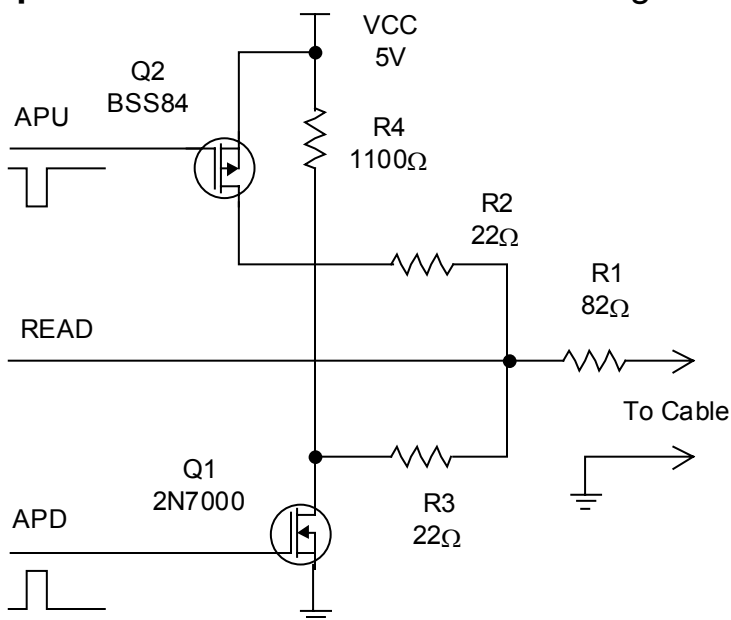 VCC
5V
Q2
BSS84
APU
R4
1100Ω
R2
22Ω
R1
82Ω
READ
To Cable
Q1
2N7000
R3
22Ω
APD